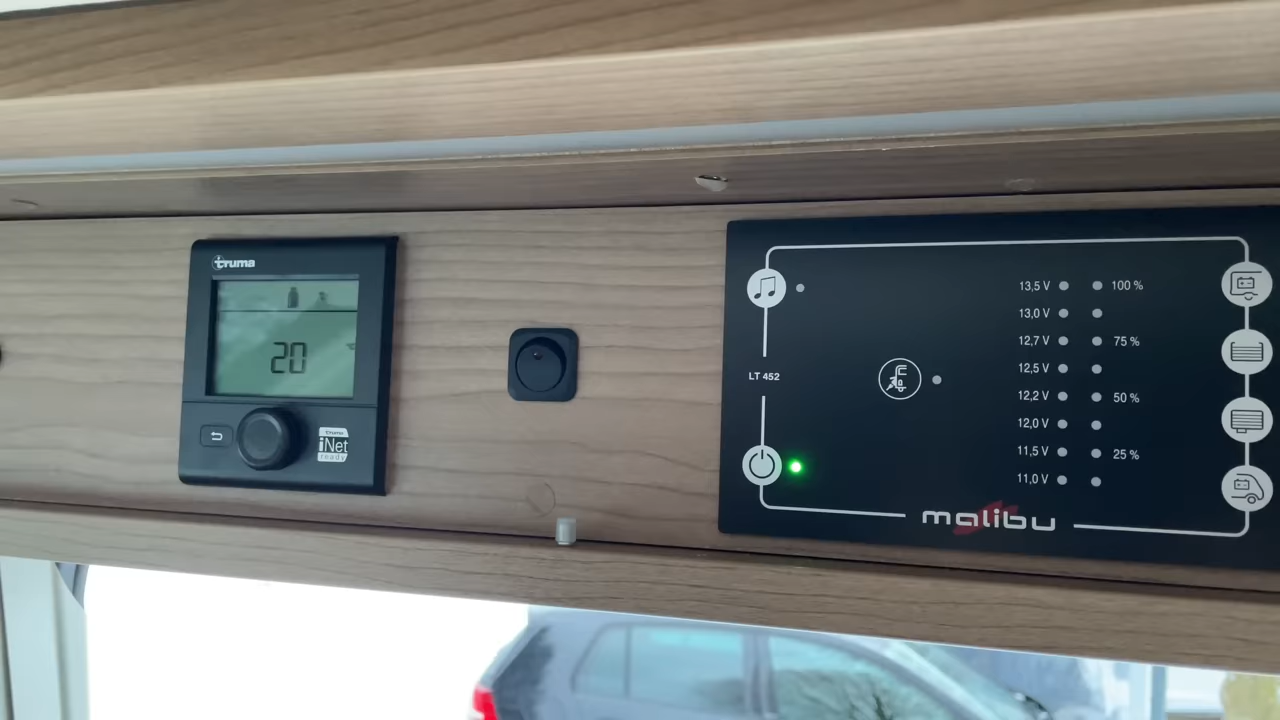 truma
20
truma
iNet
ready
LT 452
13,5 V
100 %
13,0 V
12,7 V
75 %
12,5 V
12,2 V
50 %
12,0 V
11,5 V
25 %
11,0 V
malibu